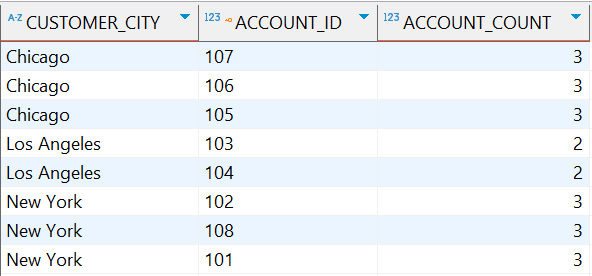 A-Z CUSTOMER_CITY 123 ACCOUNT_ID 123 ACCOUNT_COUNT
Chicago 107 3
Chicago 106 3
Chicago 105 3
Los Angeles 103 2
Los Angeles 104 2
New York 102 3
New York 108 3
New York 101 3